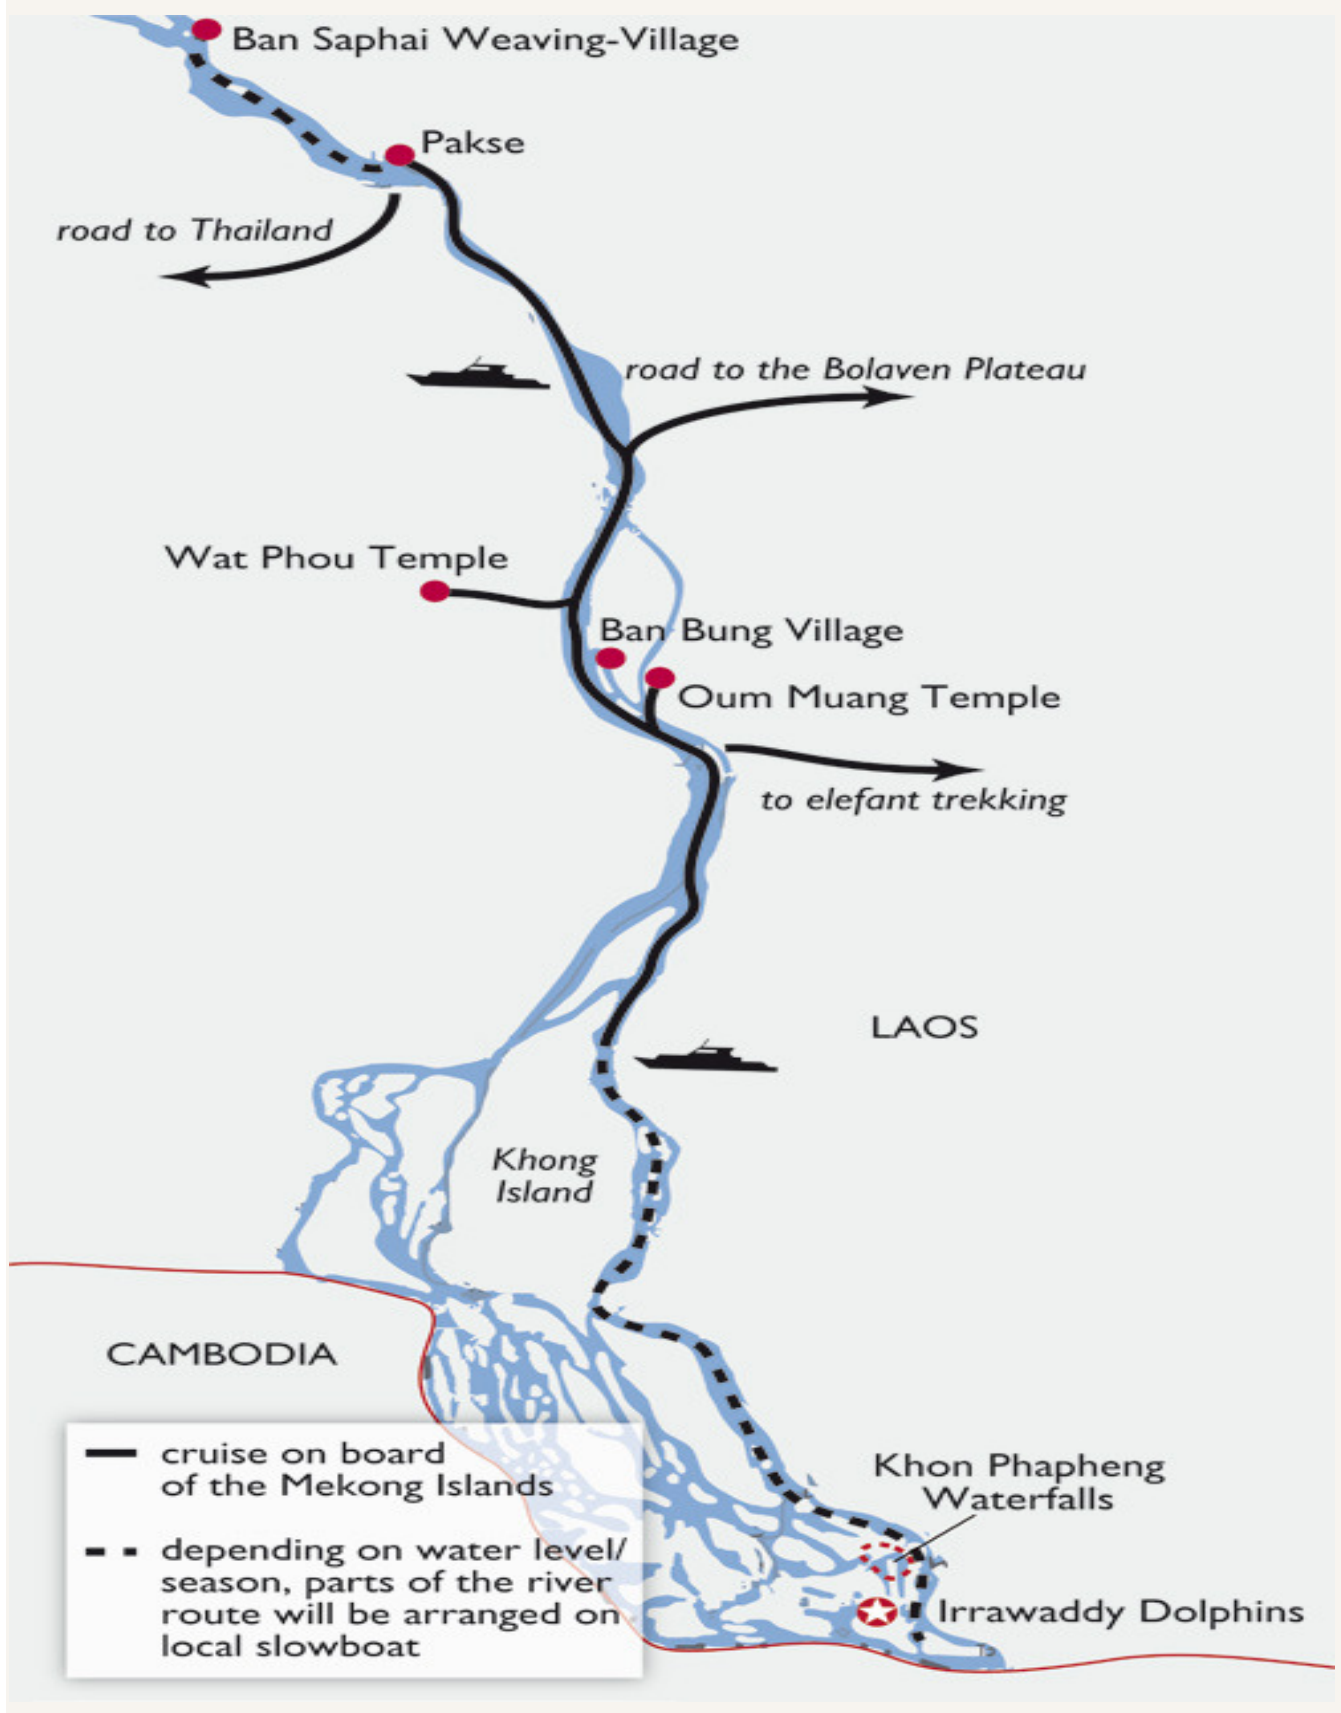 Ban Saphai Weaving-Village
Pakse
road to Thailand
road to the Bolaven Plateau
Wat Phou Temple
Ban Bung Village
Oum Muang Temple
to elefant trekking
LAOS
Khong
Island
CAMBODIA
cruise on board
of the Mekong Islands
depending on water level/
season, parts of the river
route will be arranged on
local slowboat
Khon Phapheng
Waterfalls
Irrawaddy Dolphins